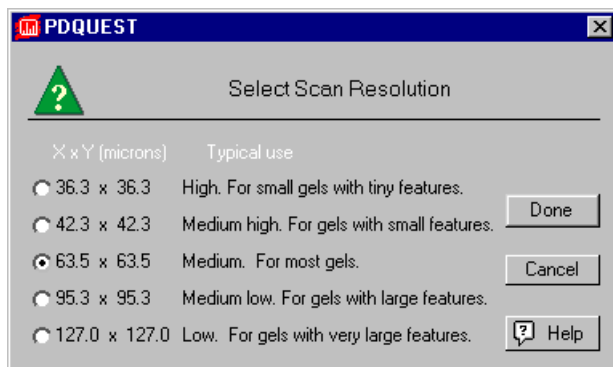 PDQUEST
Select Scan Resolution
X x Y (microns) Typical use
36.3 x 36.3 High. For small gels with tiny features.
42.3 x 42.3 Medium high. For gels with small features.
63.5 x 63.5 Medium. For most gels.
95.3 x 95.3 Medium low. For gels with large features.
127.0 x 127.0 Low. For gels with very large features.
Done
Cancel
Help